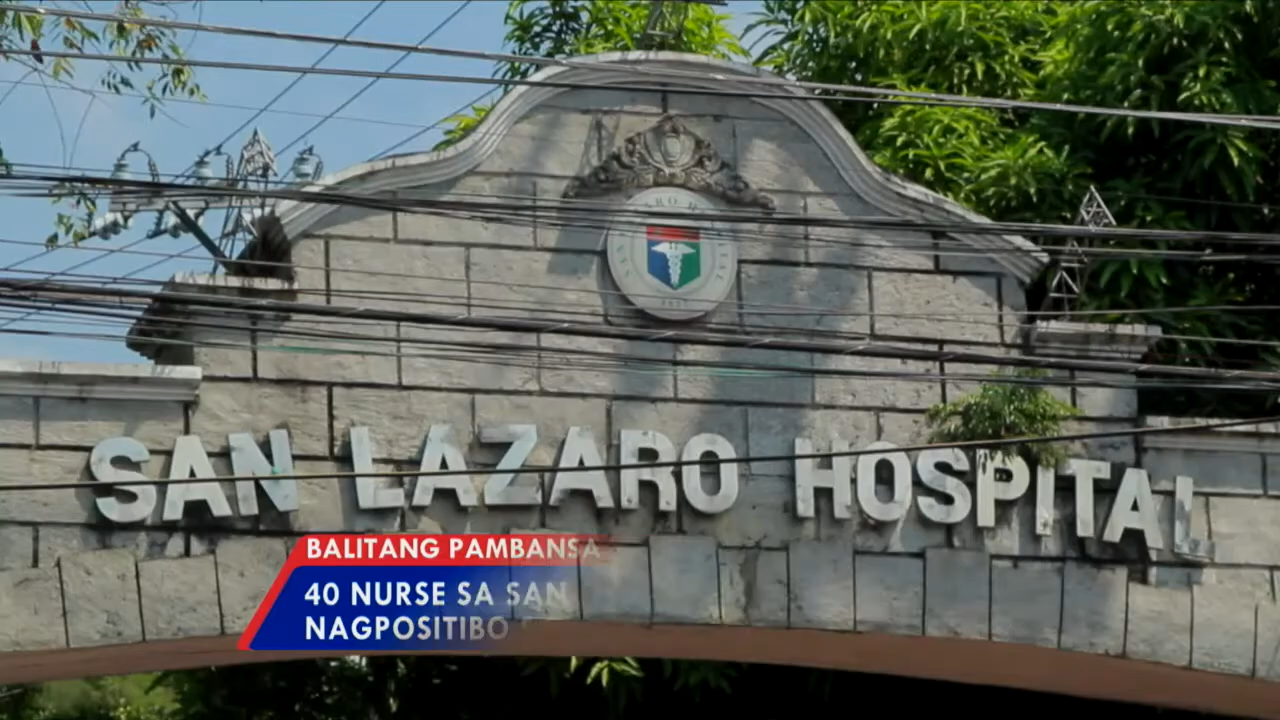 SAN LAZARO HOSPITAL
BALITANG PAMBANSA
40 NURSE SA SAN
NAGPOSITIBO